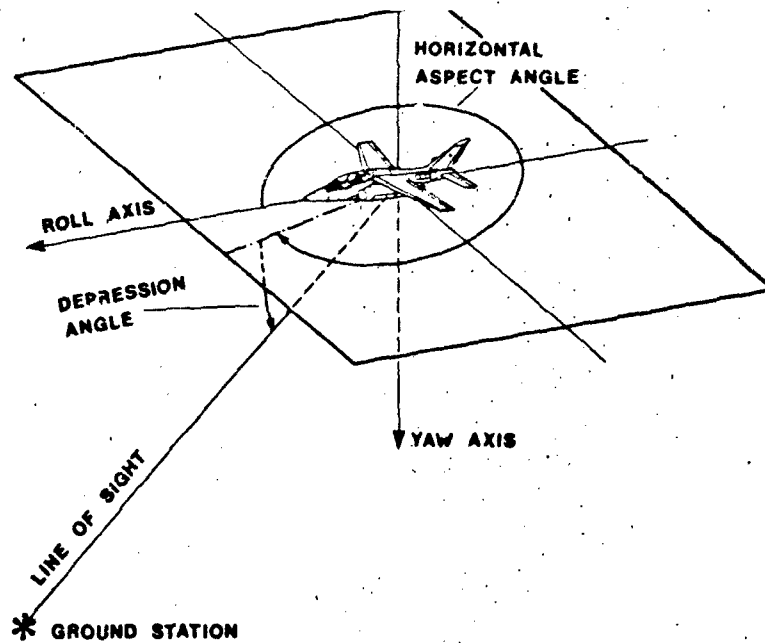 HORIZONTAL
ASPECT ANGLE
ROLL AXIS
DEPRESSION
ANGLE
YAW AXIS
LINE OF SIGHT
* GROUND STATION